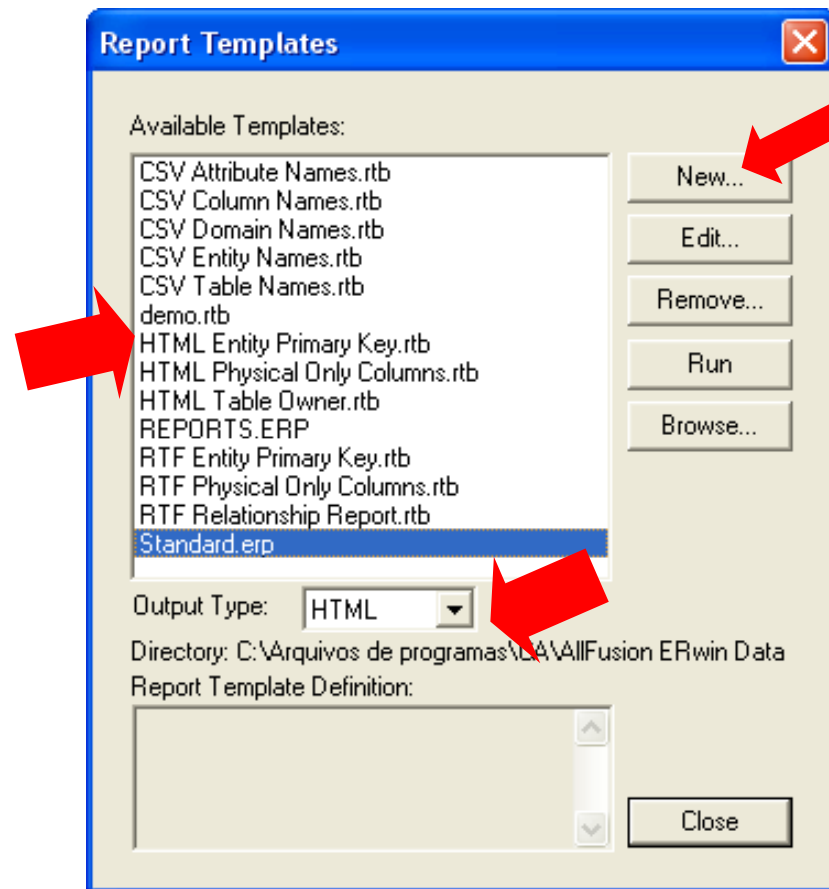 Report Templates
Available Templates:
CSV Attribute Names.rtb
CSV Column Names.rtb
CSV Domain Names.rtb
CSV Entity Names.rtb
CSV Table Names.rtb
demo.rtb
HTML Entity Primary Key.rtb
HTML Physical Only Columns.rtb
HTML Table Owner.rtb
REPORTS.ERP
RTF Entity Primary Key.rtb
RTF Physical Only Columns.rtb
RTF Relationship Report.rtb
Standard.erp
New...
Edit...
Remove...
Run
Browse...
Output Type: HTML
Directory: C:\Arquivos de programas\CA\AllFusion ERwin Data
Report Template Definition:
Close